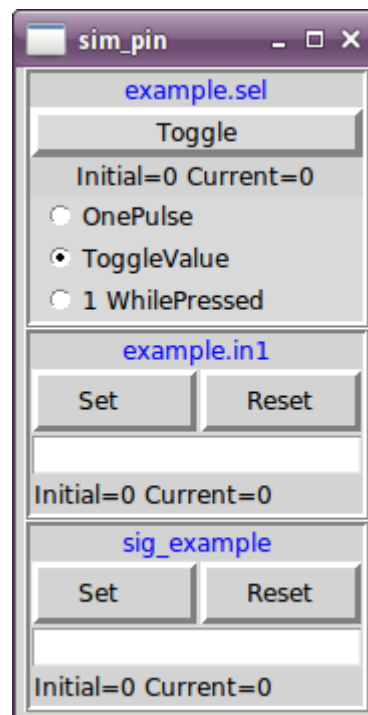 sim_pin
example.sel
Toggle
Initial=0 Current=0
OnePulse
ToggleValue
1 WhilePressed
example.in1
Set Reset
Initial=0 Current=0
sig_example
Set Reset
Initial=0 Current=0